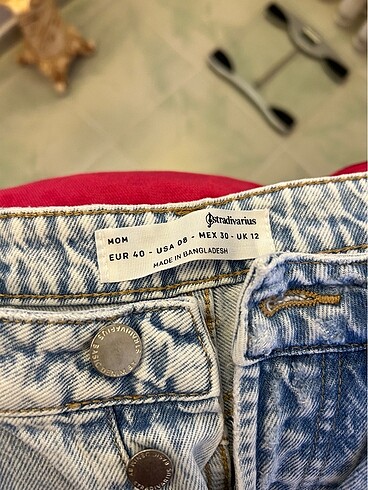 stradivarius
MOM
EUR 40 - USA 08 - MEX 30 - UK 12
MADE IN BANGLADESH